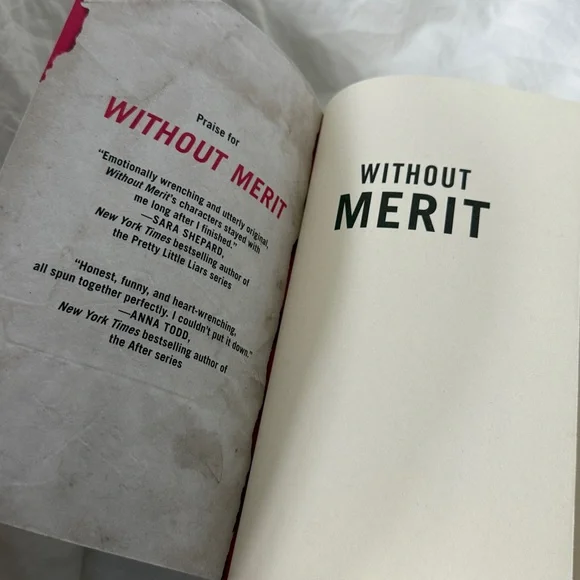 Praise for
WITHOUT MERIT
“Emotionally wrenching and utterly original,
Without Merit’s characters stayed with
me long after I finished.”
—SARA SHEPARD,
New York Times bestselling author of
the Pretty Little Liars series
“Honest, funny, and heart-wrenching,
all spun together perfectly. I couldn’t put it down.”
—ANNA TODD,
New York Times bestselling author of
the After series
WITHOUT
MERIT